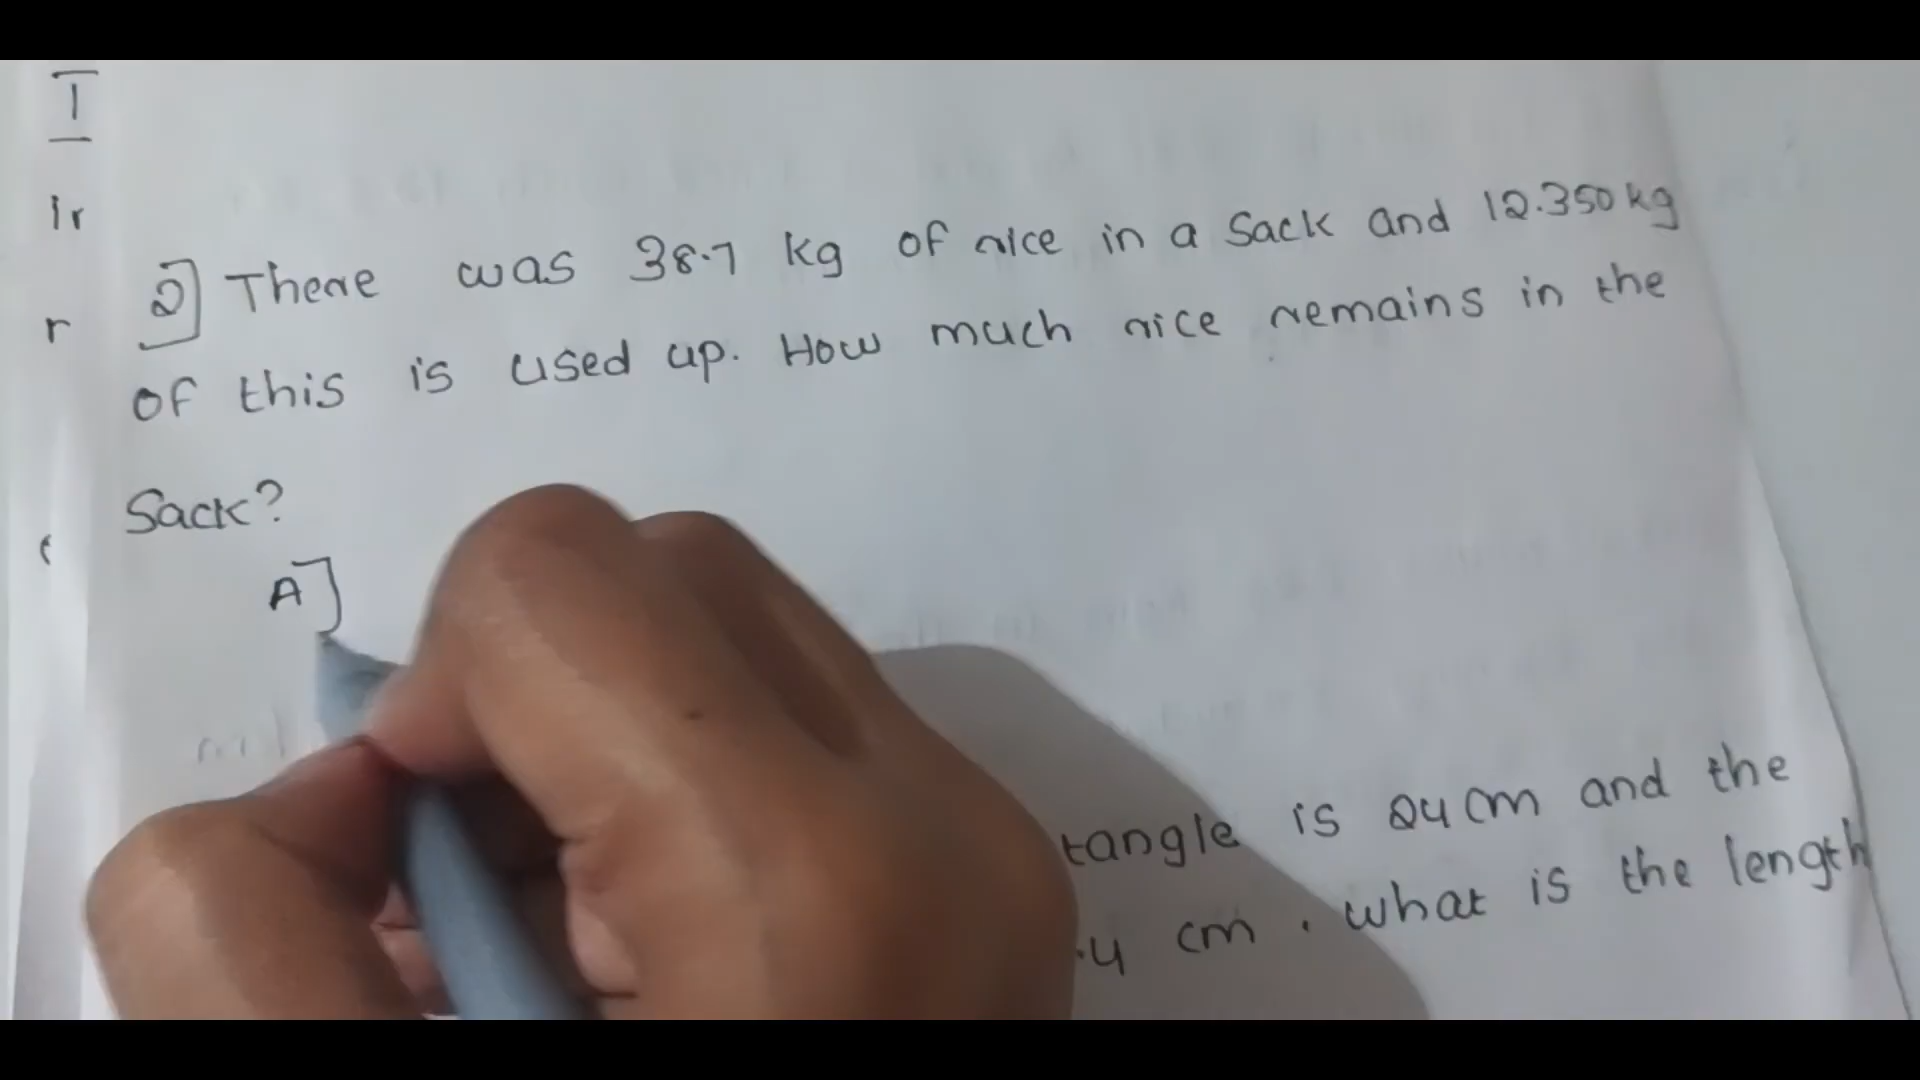 2] There was 38.7 kg of rice in a Sack and 12.350 kg
of this is used up. How much rice remains in the
Sack?
A]
tangle is 24 cm and the
.4 cm. what is the length